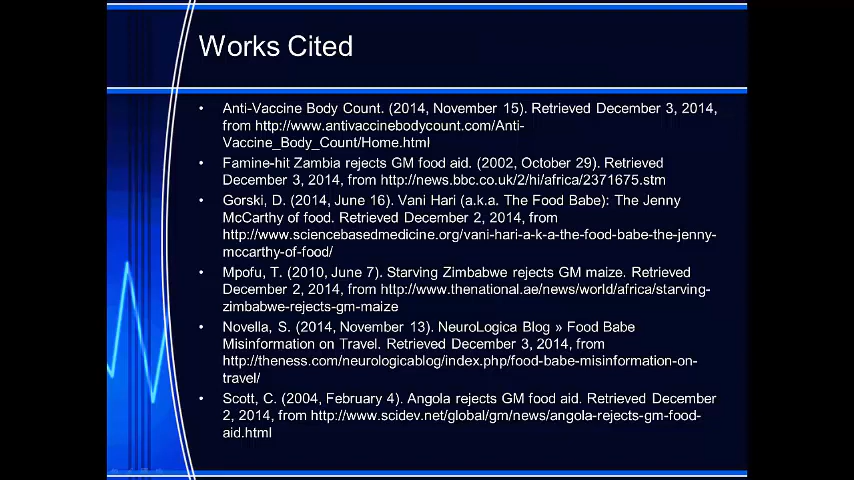 Works Cited
• Anti-Vaccine Body Count. (2014, November 15). Retrieved December 3, 2014,
from http://www.antivaccinebodycount.com/Anti-
Vaccine_Body_Count/Home.html
• Famine-hit Zambia rejects GM food aid. (2002, October 29). Retrieved
December 3, 2014, from http://news.bbc.co.uk/2/hi/africa/2371675.stm
• Gorski, D. (2014, June 16). Vani Hari (a.k.a. The Food Babe): The Jenny
McCarthy of food. Retrieved December 2, 2014, from
http://www.sciencebasedmedicine.org/vani-hari-a-k-a-the-food-babe-the-jenny-
mccarthy-of-food/
• Mpofu, T. (2010, June 7). Starving Zimbabwe rejects GM maize. Retrieved
December 2, 2014, from http://www.thenational.ae/news/world/africa/starving-
zimbabwe-rejects-gm-maize
• Novella, S. (2014, November 13). NeuroLogica Blog » Food Babe
Misinformation on Travel. Retrieved December 3, 2014, from
http://theness.com/neurologicablog/index.php/food-babe-misinformation-on-
travel/
• Scott, C. (2004, February 4). Angola rejects GM food aid. Retrieved December
2, 2014, from http://www.scidev.net/global/gm/news/angola-rejects-gm-food-
aid.html